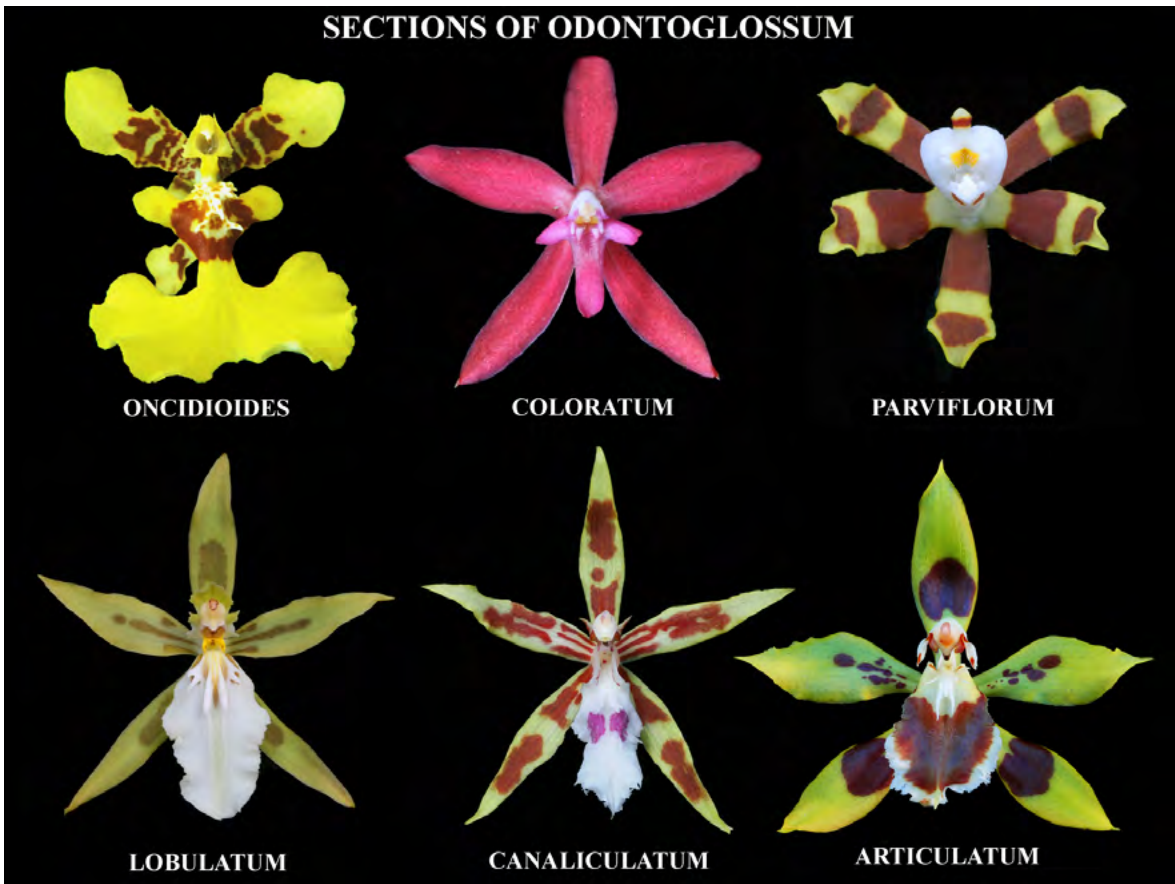 SECTIONS OF ODONTOGLOSSUM
ONCIDIOIDES
COLORATUM
PARVIFLORUM
LOBULATUM
CANALICULATUM
ARTICULATUM